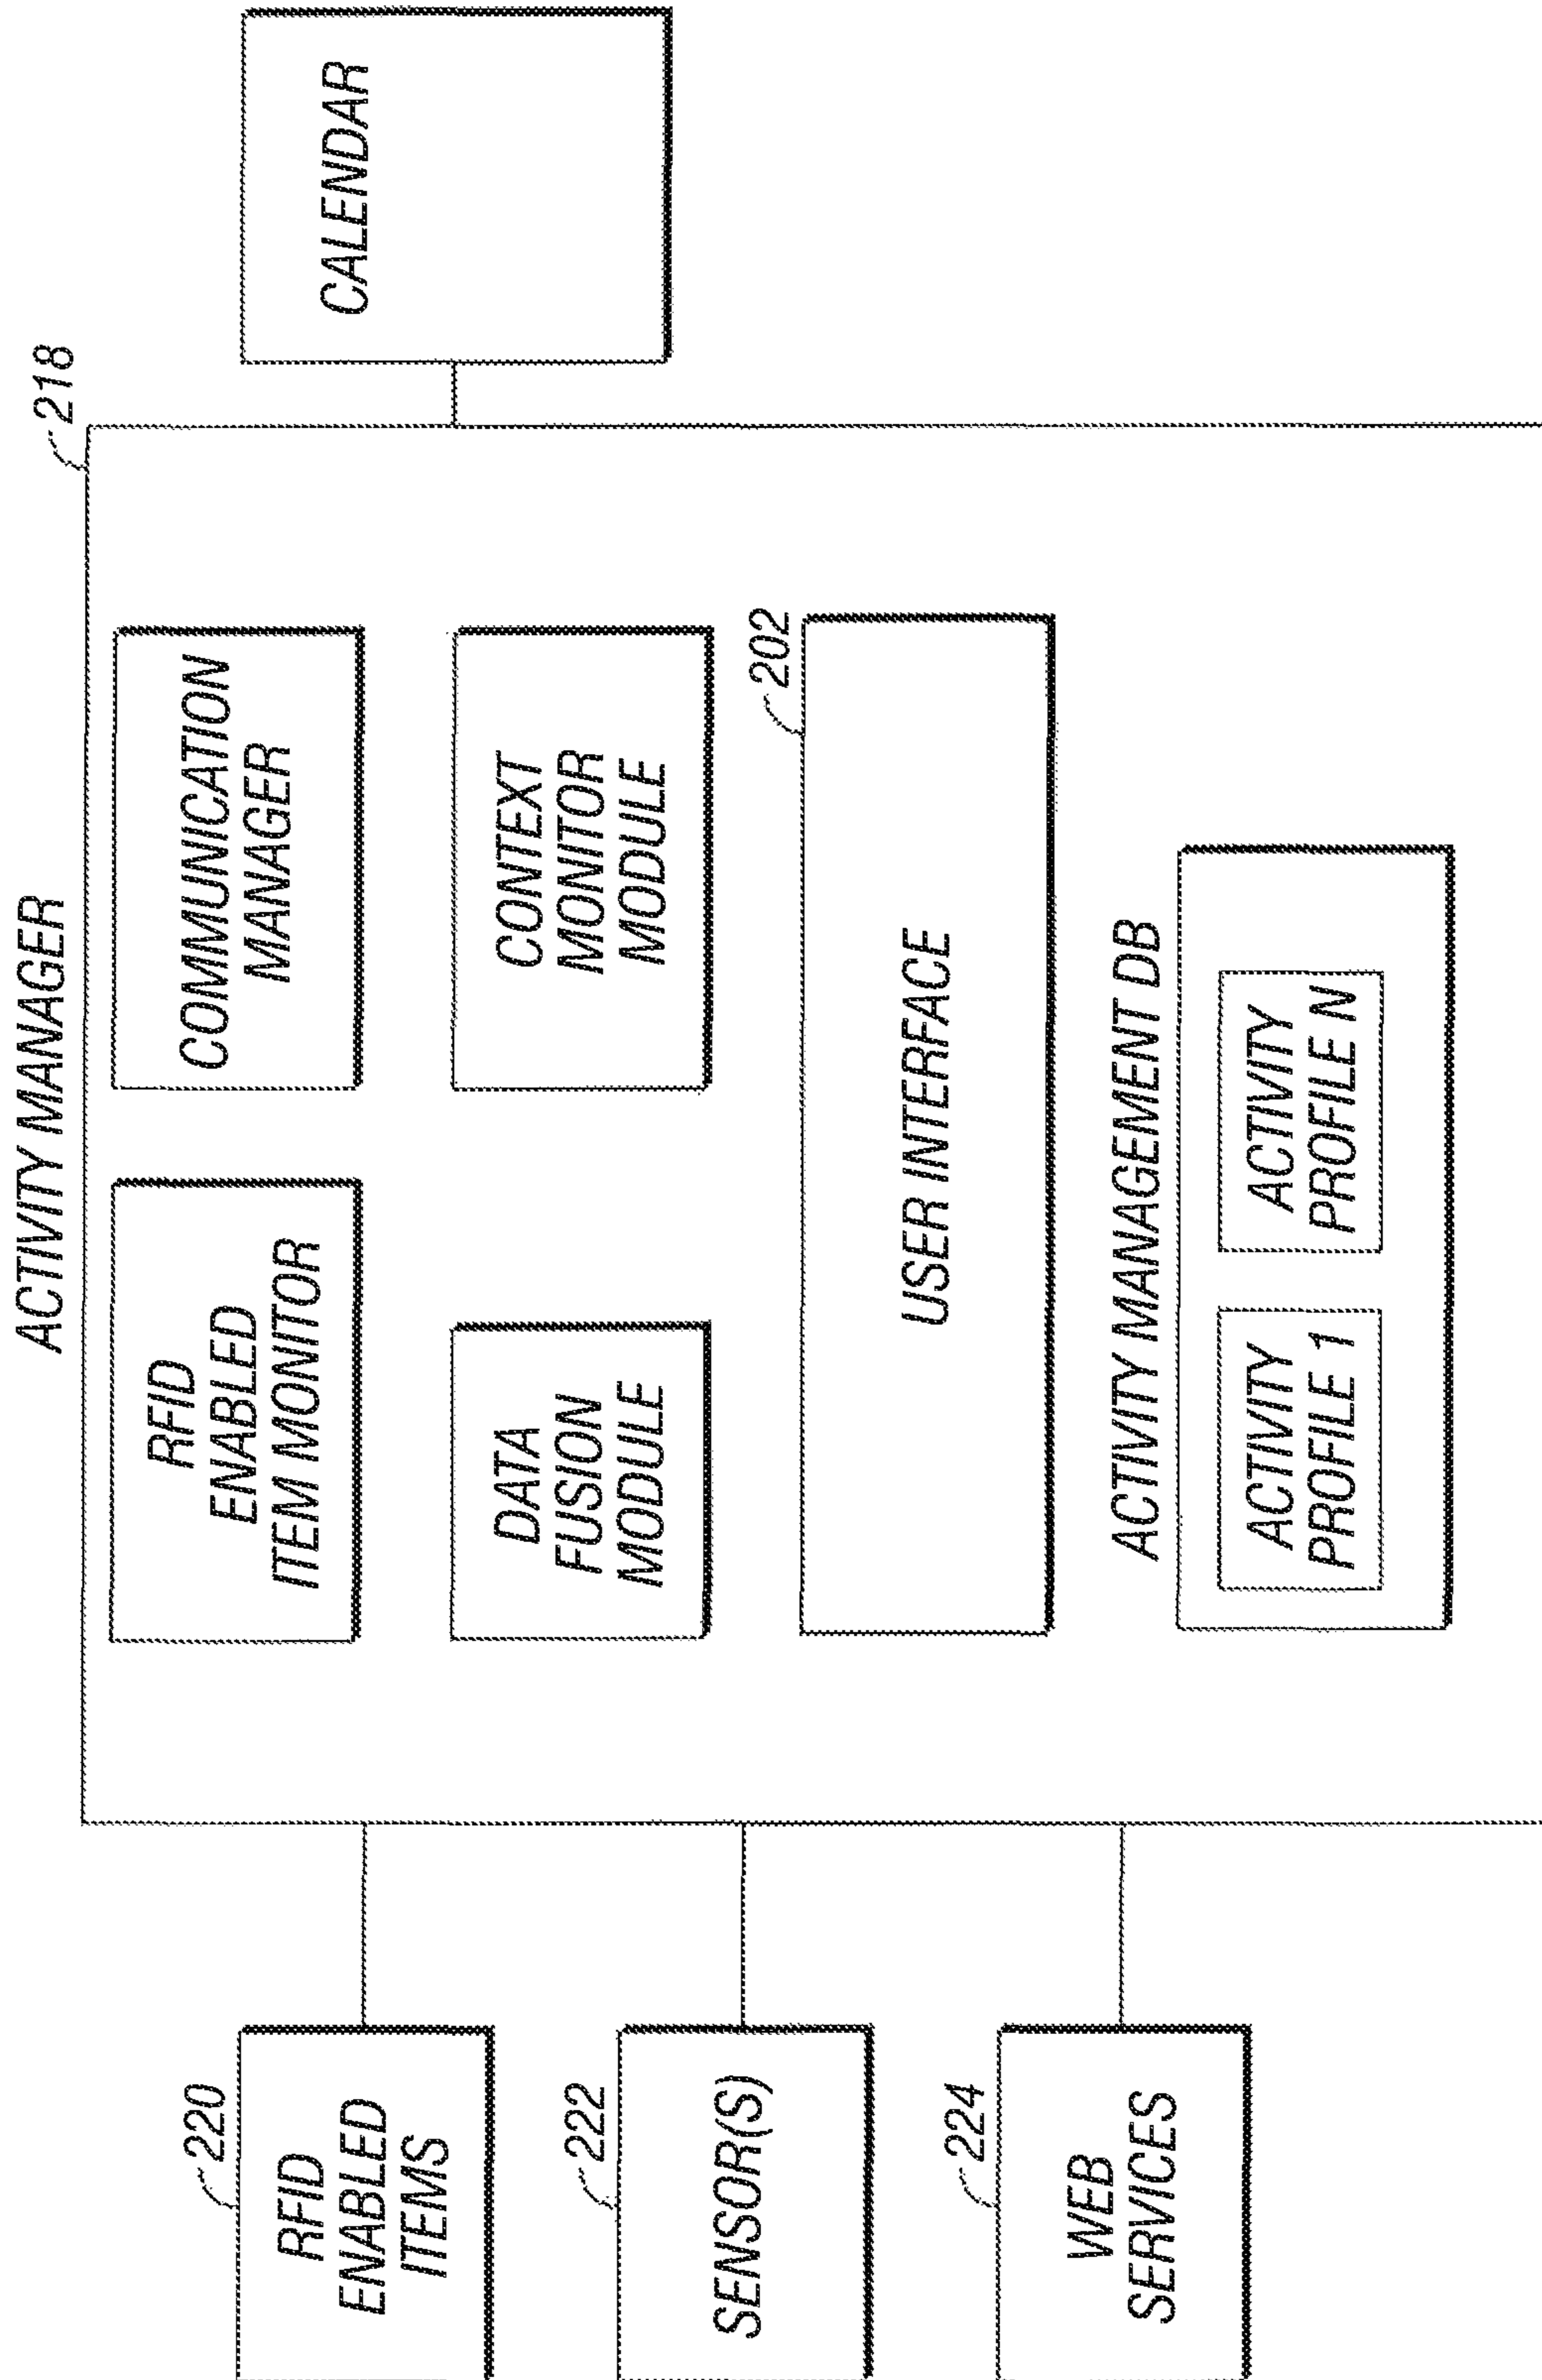 ACTIVITY MANAGER
218
220
RFID
ENABLED
ITEMS
222
SENSOR(S)
224
WEB
SERVICES
RFID
ENABLED
ITEM MONITOR
COMMUNICATION
MANAGER
DATA
FUSION
MODULE
CONTEXT
MONITOR
MODULE
202
USER INTERFACE
ACTIVITY MANAGEMENT DB
ACTIVITY
PROFILE 1
ACTIVITY
PROFILE N
CALENDAR